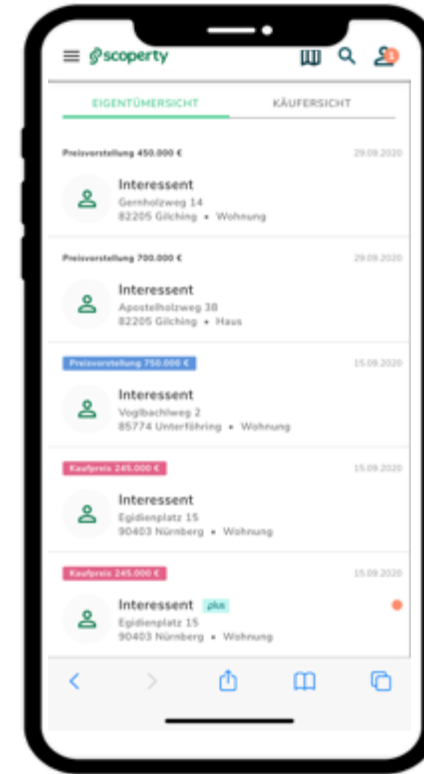 scoperty
1
EIGENTÜMERSICHT KÄUFERSICHT
Preisvorstellung 450.000 € 29.09.2020
Interessent
Gernholzweg 14
82205 Gilching • Wohnung
Preisvorstellung 700.000 € 29.09.2020
Interessent
Apostelholzweg 38
82205 Gilching • Haus
Preisvorstellung 750.000 € 15.09.2020
Interessent
Voglbachlweg 2
85774 Unterföhring • Wohnung
Kaufpreis 245.000 € 15.09.2020
Interessent
Egidienplatz 15
90403 Nürnberg • Wohnung
Kaufpreis 245.000 € 15.09.2020
Interessent plus
Egidienplatz 15
90403 Nürnberg • Wohnung